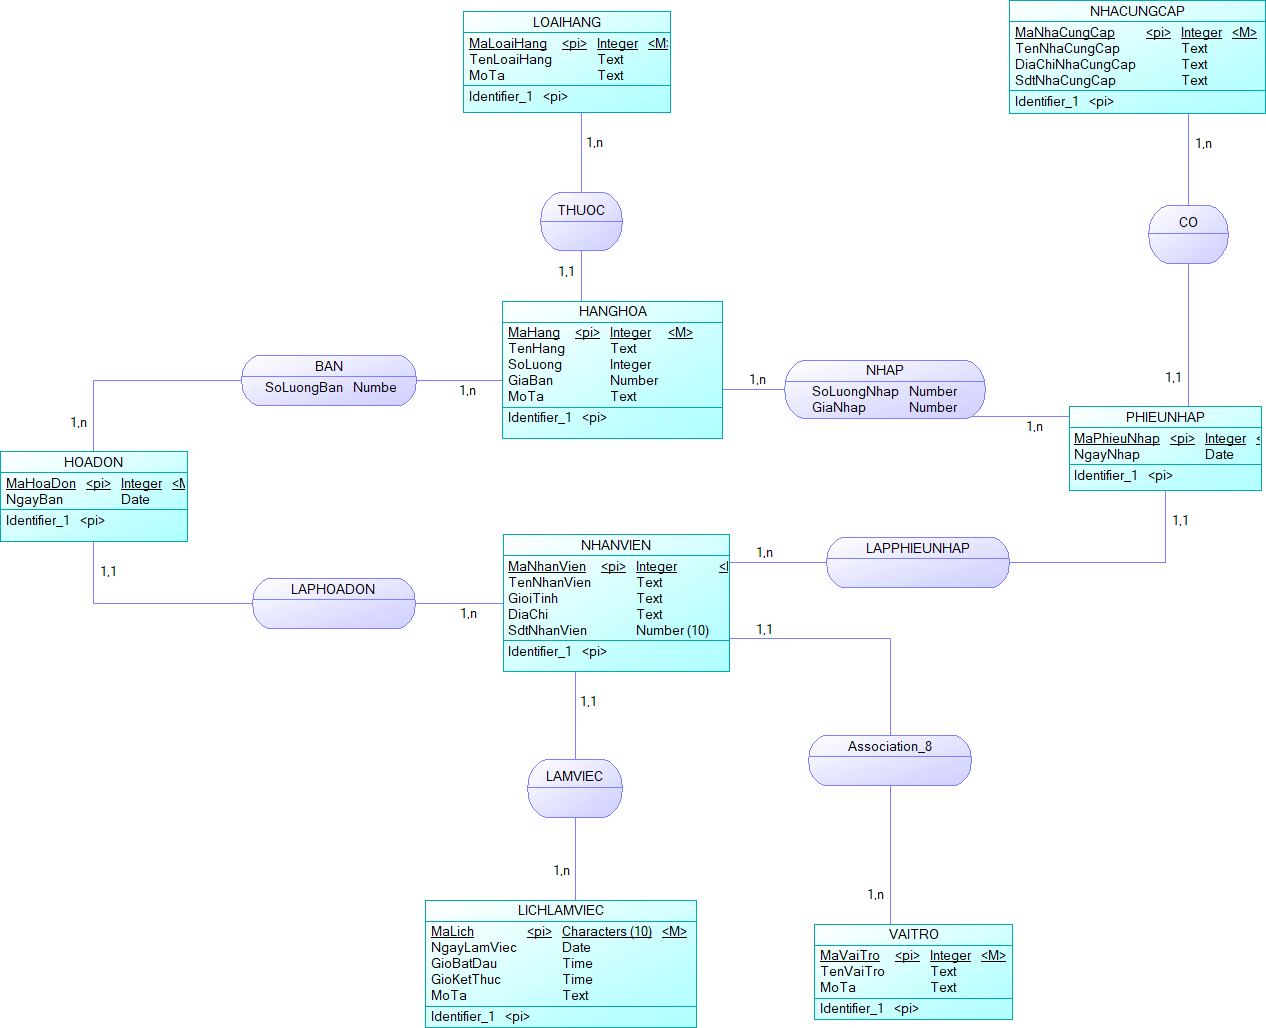 LOAIHANG
MaLoaiHang <pi> Integer <M>
TenLoaiHang Text
MoTa Text
Identifier_1 <pi>
NHACUNGCAP
MaNhaCungCap <pi> Integer <M>
TenNhaCungCap Text
DiaChiNhaCungCap Text
SdtNhaCungCap Text
Identifier_1 <pi>
1,n
1,n
THUOC
CO
1,1
1,1
HANGHOA
MaHang <pi> Integer <M>
TenHang Text
SoLuong Integer
GiaBan Number
MoTa Text
Identifier_1 <pi>
BAN
SoLuongBan Numbe
1,n
1,n
NHAP
SoLuongNhap Number
GiaNhap Number
1,n
1,n
PHIEUNHAP
MaPhieuNhap <pi> Integer <
NgayNhap Date
Identifier_1 <pi>
HOADON
MaHoaDon <pi> Integer <M
NgayBan Date
Identifier_1 <pi>
1,1
1,1
NHANVIEN
MaNhanVien <pi> Integer <
TenNhanVien Text
GioiTinh Text
DiaChi Text
SdtNhanVien Number (10)
Identifier_1 <pi>
LAPPHIEUNHAP
1,n
LAPHOADON
1,n
1,1
1,1
Association_8
LAMVIEC
1,n
1,n
LICHLAMVIEC
MaLich <pi> Characters (10) <M>
NgayLamViec Date
GioBatDau Time
GioKetThuc Time
MoTa Text
Identifier_1 <pi>
VAITRO
MaVaiTro <pi> Integer <M>
TenVaiTro Text
MoTa Text
Identifier_1 <pi>